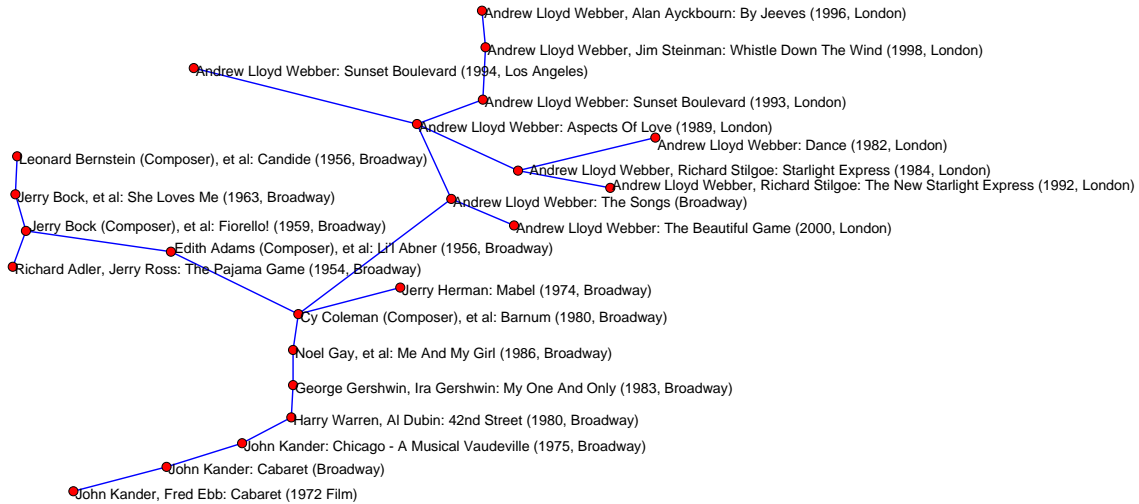 Andrew Lloyd Webber, Alan Ayckbourn: By Jeeves (1996, London)
Andrew Lloyd Webber, Jim Steinman: Whistle Down The Wind (1998, London)
Andrew Lloyd Webber: Sunset Boulevard (1994, Los Angeles)
Andrew Lloyd Webber: Sunset Boulevard (1993, London)
Andrew Lloyd Webber: Aspects Of Love (1989, London)
Andrew Lloyd Webber: Dance (1982, London)
Leonard Bernstein (Composer), et al: Candide (1956, Broadway)
Andrew Lloyd Webber, Richard Stilgoe: Starlight Express (1984, London)
Andrew Lloyd Webber, Richard Stilgoe: The New Starlight Express (1992, London)
Jerry Bock, et al: She Loves Me (1963, Broadway)
Andrew Lloyd Webber: The Songs (Broadway)
Jerry Bock (Composer), et al: Fiorello! (1959, Broadway)
Andrew Lloyd Webber: The Beautiful Game (2000, London)
Edith Adams (Composer), et al: Li'l Abner (1956, Broadway)
Richard Adler, Jerry Ross: The Pajama Game (1954, Broadway)
Jerry Herman: Mabel (1974, Broadway)
Cy Coleman (Composer), et al: Barnum (1980, Broadway)
Noel Gay, et al: Me And My Girl (1986, Broadway)
George Gershwin, Ira Gershwin: My One And Only (1983, Broadway)
Harry Warren, Al Dubin: 42nd Street (1980, Broadway)
John Kander: Chicago - A Musical Vaudeville (1975, Broadway)
John Kander: Cabaret (Broadway)
John Kander, Fred Ebb: Cabaret (1972 Film)